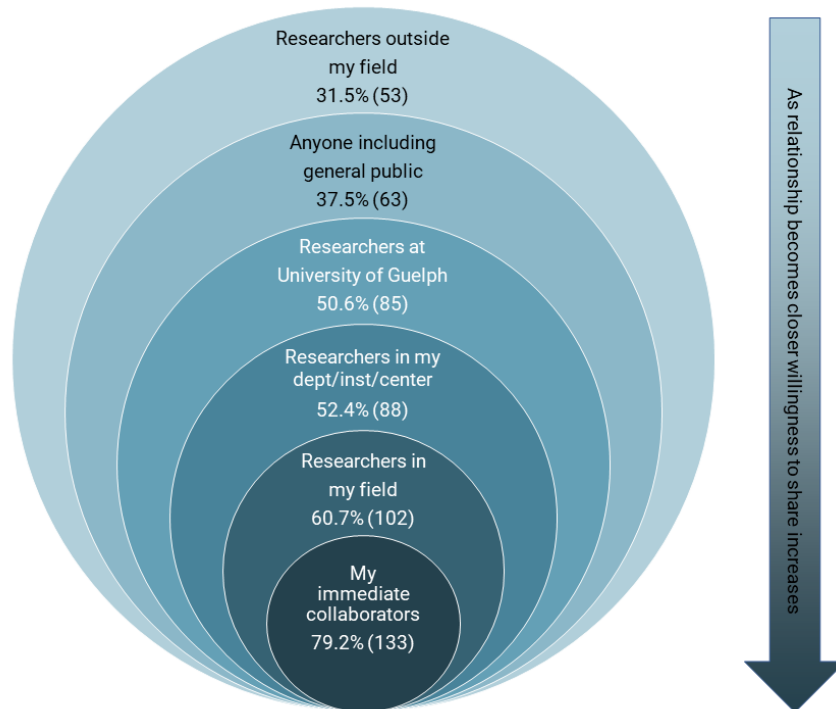 Researchers outside
my field
31.5% (53)
Anyone including
general public
37.5% (63)
Researchers at
University of Guelph
50.6% (85)
Researchers in my
dept/inst/center
52.4% (88)
Researchers in
my field
60.7% (102)
My
immediate
collaborators
79.2% (133)
As relationship becomes closer willingness to share increases